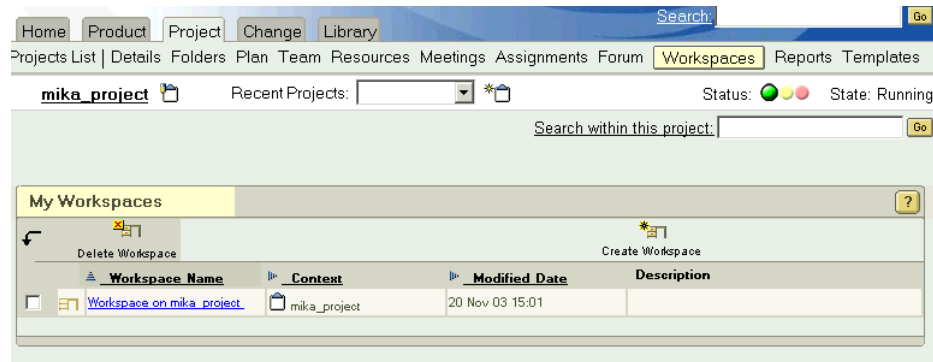 Search:
Go
Home Product Project Change Library
Projects List | Details Folders Plan Team Resources Meetings Assignments Forum Workspaces Reports Templates
mika_project Recent Projects: Status: State: Running
Search within this project: Go
My Workspaces ?
Delete Workspace Create Workspace
Workspace Name Context Modified Date Description
Workspace on mika_project mika_project 20 Nov 03 15:01